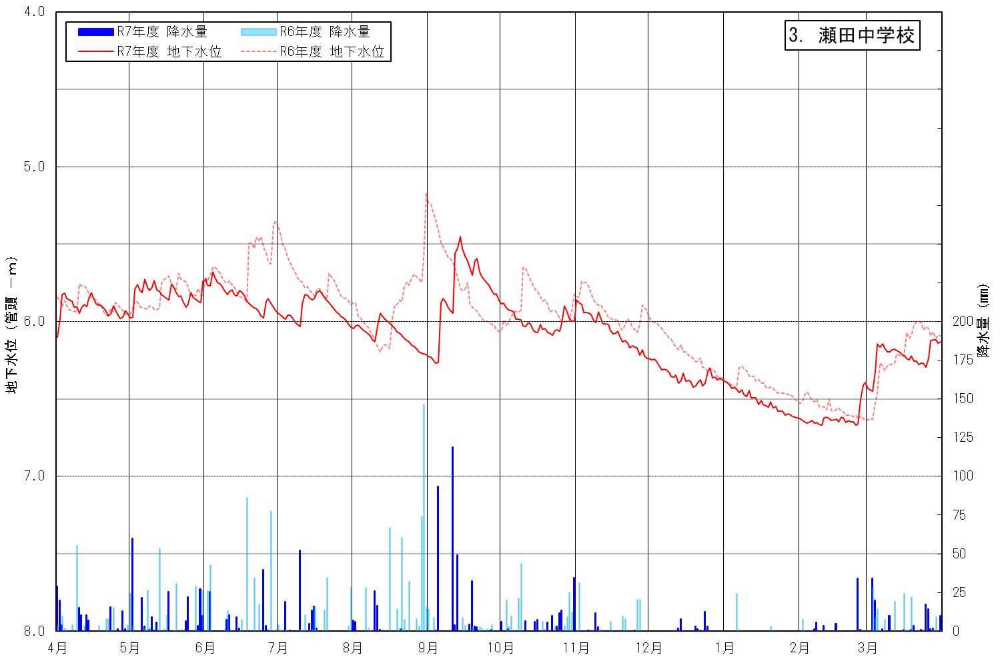 R7年度 降水量
R6年度 降水量
R7年度 地下水位
R6年度 地下水位
3. 瀬田中学校
地下水位（管頭 －m）
4.0
5.0
6.0
7.0
8.0
降水量（mm）
200
175
150
125
100
75
50
25
0
4月
5月
6月
7月
8月
9月
10月
11月
12月
1月
2月
3月